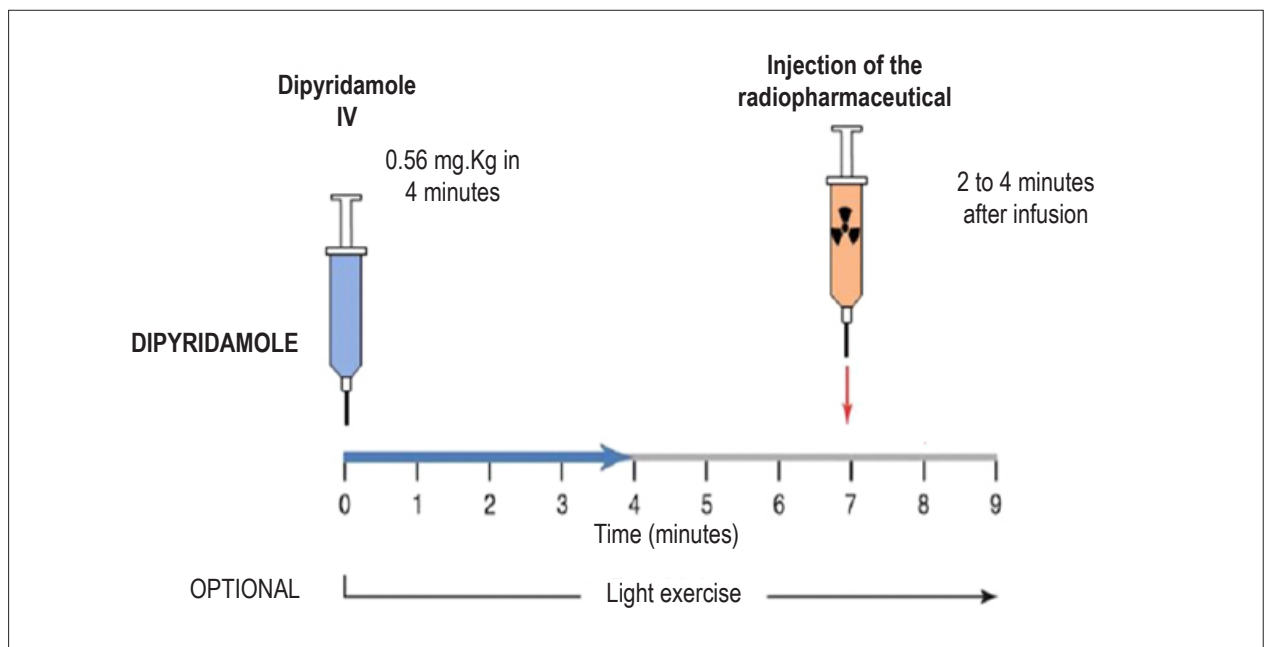 Dipyridamole
IV
0.56 mg.Kg in
4 minutes
Injection of the
radiopharmaceutical
2 to 4 minutes
after infusion
DIPYRIDAMOLE
0 1 2 3 4 5 6 7 8 9
Time (minutes)
OPTIONAL Light exercise